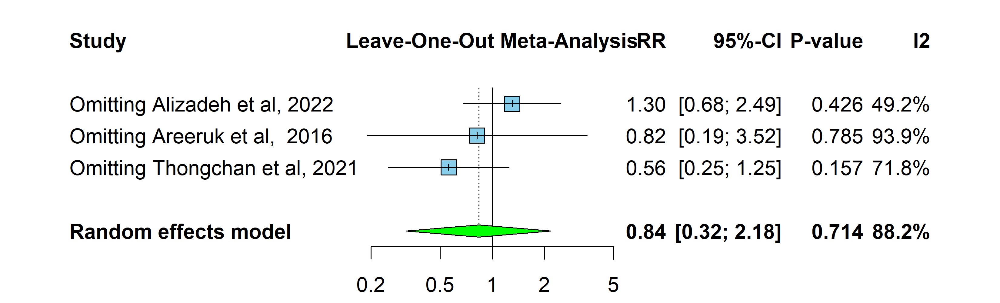 Study Leave-One-Out Meta-AnalysisRR 95%-CI P-value I2
Omitting Alizadeh et al, 2022 1.30 [0.68; 2.49] 0.426 49.2%
Omitting Areeruk et al,  2016 0.82 [0.19; 3.52] 0.785 93.9%
Omitting Thongchan et al, 2021 0.56 [0.25; 1.25] 0.157 71.8%
Random effects model 0.84 [0.32; 2.18] 0.714 88.2%
0.2 0.5 1 2 5